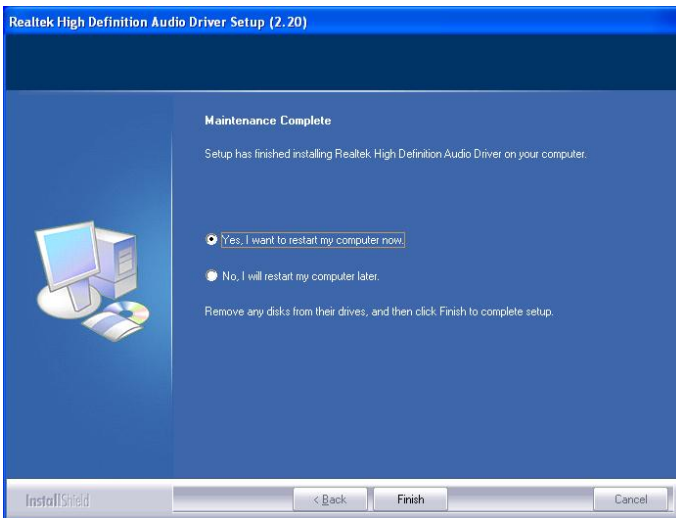 Realtek High Definition Audio Driver Setup (2.20)
Maintenance Complete
Setup has finished installing Realtek High Definition Audio Driver on your computer.
Yes, I want to restart my computer now.
No, I will restart my computer later.
Remove any disks from their drives, and then click Finish to complete setup.
InstallShield
< Back
Finish
Cancel